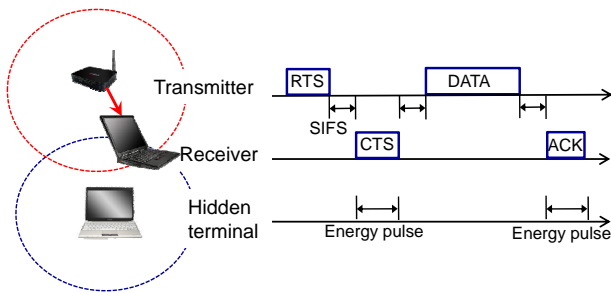 Transmitter
RTS
DATA
SIFS
Receiver
CTS
ACK
Hidden
terminal
Energy pulse
Energy pulse